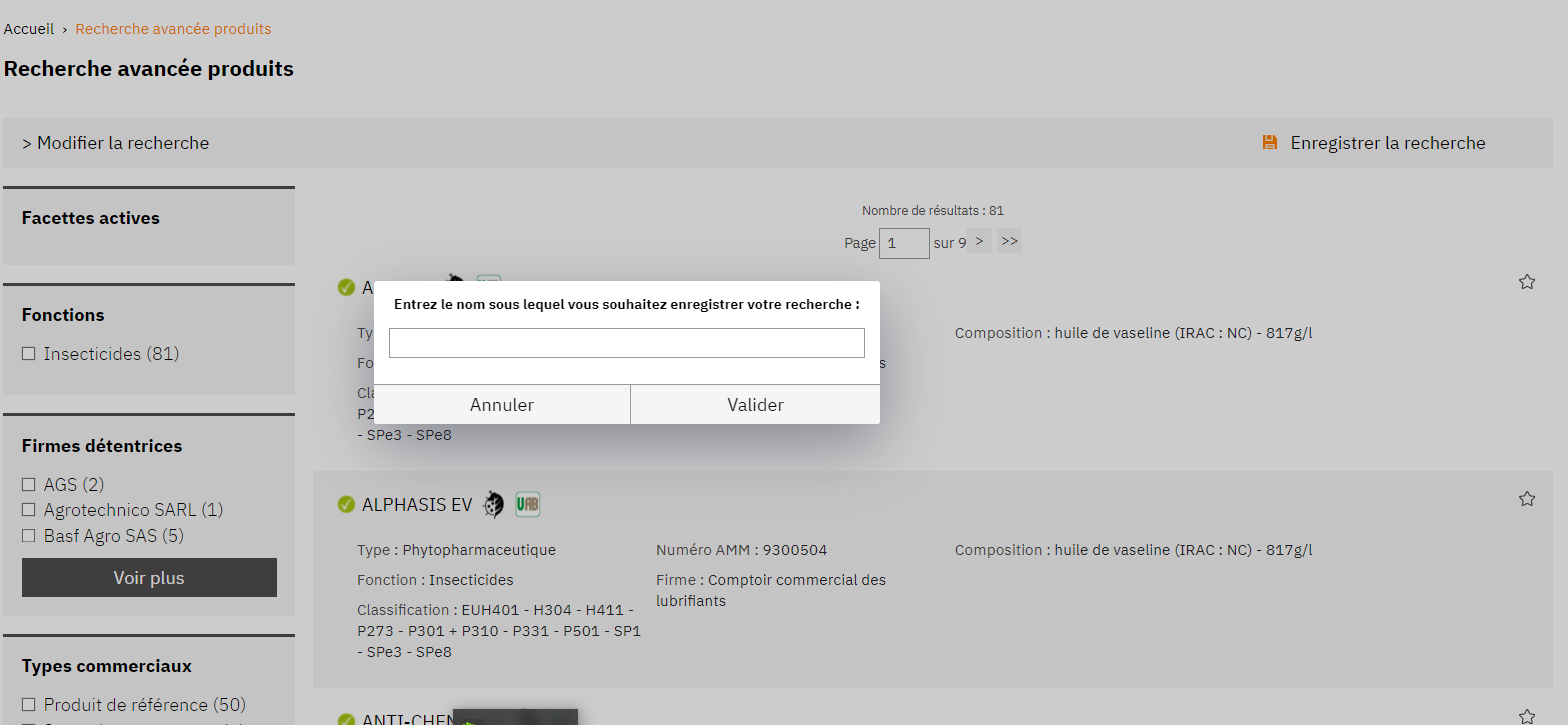 Accueil › Recherche avancée produits
Recherche avancée produits
> Modifier la recherche
Enregistrer la recherche
Facettes actives
Fonctions
Insecticides (81)
Firmes détentrices
AGS (2)
Agrotechnico SARL (1)
Basf Agro SAS (5)
Voir plus
Types commerciaux
Produit de référence (50)
Nombre de résultats : 81
Page 1 sur 9 > >>
Composition : huile de vaseline (IRAC : NC) - 817g/l
- SPe3 - SPe8
Entrez le nom sous lequel vous souhaitez enregistrer votre recherche :
Annuler
Valider
ALPHASIS EV UAB
Type : Phytopharmaceutique
Fonction : Insecticides
Classification : EUH401 - H304 - H411 -
P273 - P301 + P310 - P331 - P501 - SP1
- SPe3 - SPe8
Numéro AMM : 9300504
Firme : Comptoir commercial des
lubrifiants
Composition : huile de vaseline (IRAC : NC) - 817g/l